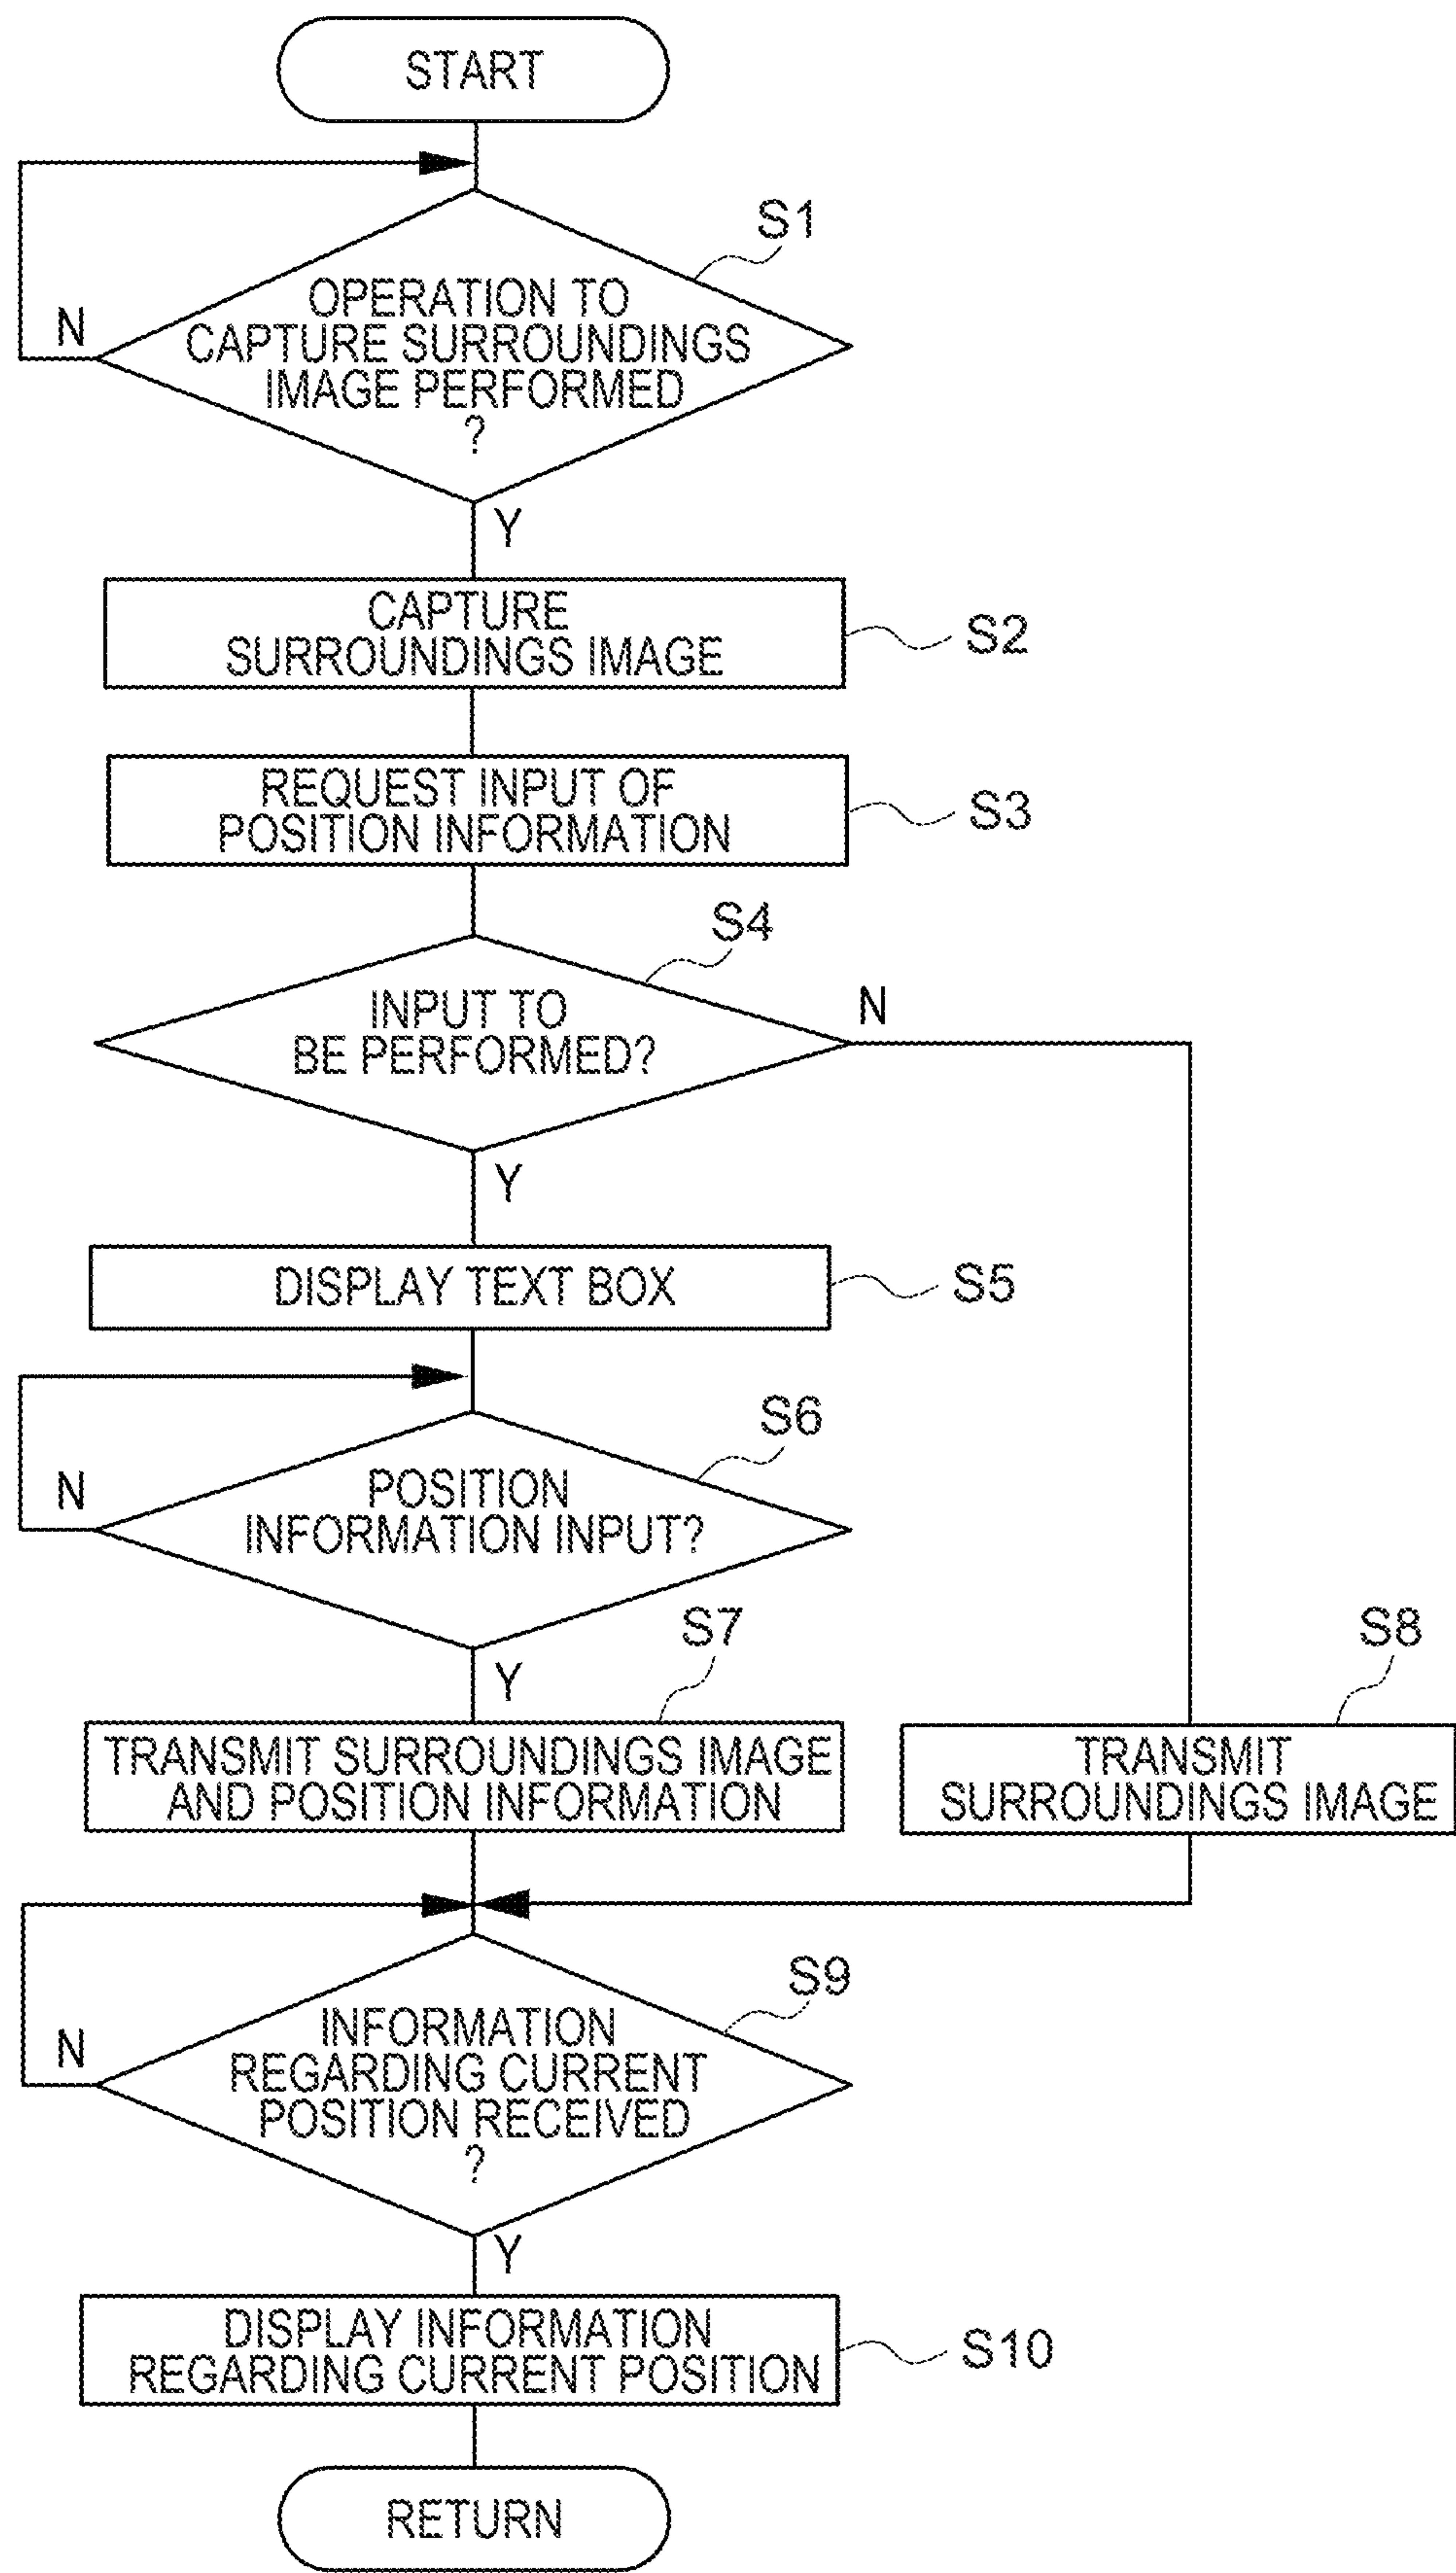 START
S1
OPERATION TO
CAPTURE SURROUNDINGS
IMAGE PERFORMED
?
N
Y
CAPTURE
SURROUNDINGS IMAGE
S2
REQUEST INPUT OF
POSITION INFORMATION
S3
S4
INPUT TO
BE PERFORMED?
N
Y
DISPLAY TEXT BOX
S5
S6
POSITION
INFORMATION INPUT?
N
Y
S7
TRANSMIT SURROUNDINGS IMAGE
AND POSITION INFORMATION
S8
TRANSMIT
SURROUNDINGS IMAGE
S9
INFORMATION
REGARDING CURRENT
POSITION RECEIVED
?
N
Y
DISPLAY INFORMATION
REGARDING CURRENT POSITION
S10
RETURN